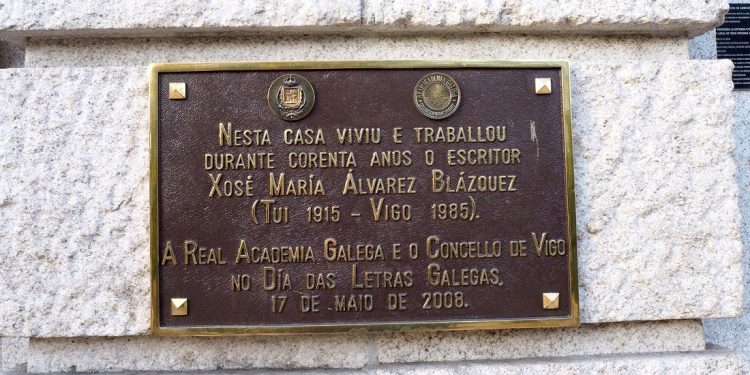 Nesta casa viviu e traballou
durante corenta anos o escritor
Xosé María Álvarez Blázquez
(Tui 1915 - Vigo 1985).
A Real Academia Galega e o Concello de Vigo
no Día das Letras Galegas,
17 de maio de 2008.